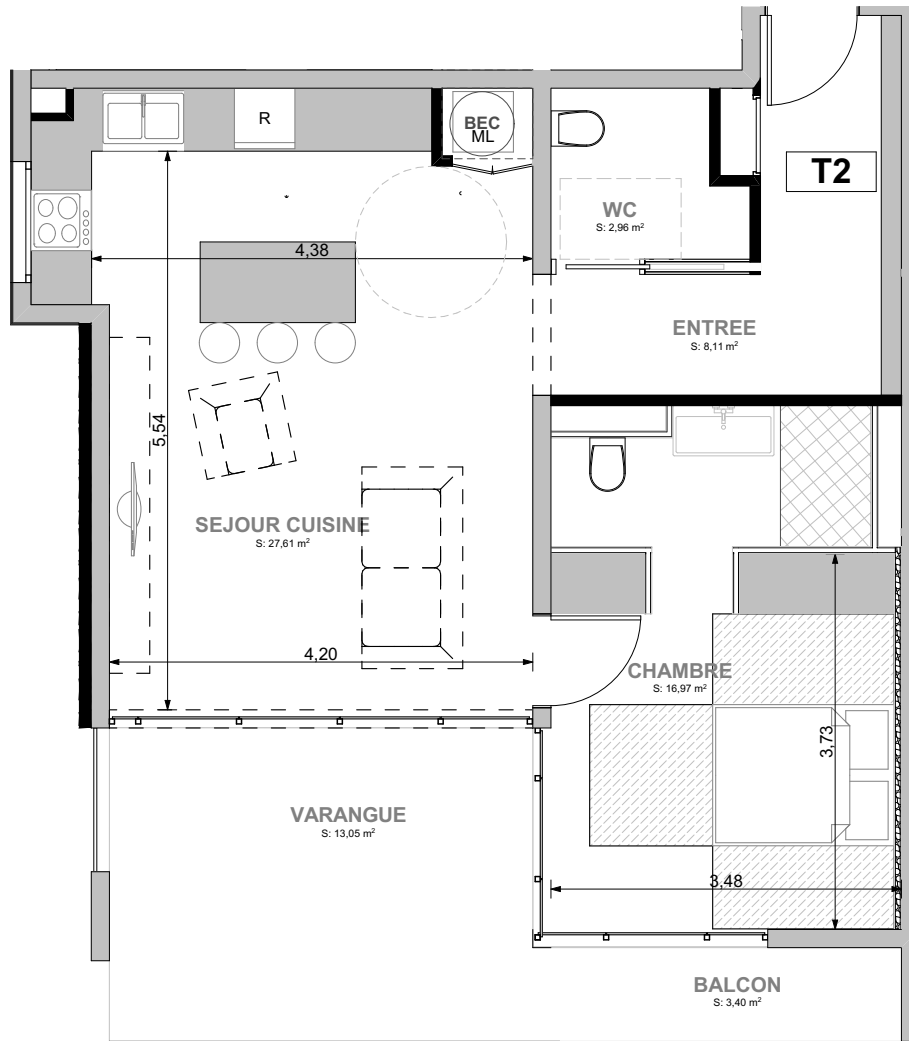 R
BEC
ML
T2
WC
S: 2,96 m²
4,38
ENTREE
S: 8,11 m²
5,54
SEJOUR CUISINE
S: 27,61 m²
4,20
CHAMBRE
S: 16,97 m²
3,73
VARANGUE
S: 13,05 m²
3,48
BALCON
S: 3,40 m²